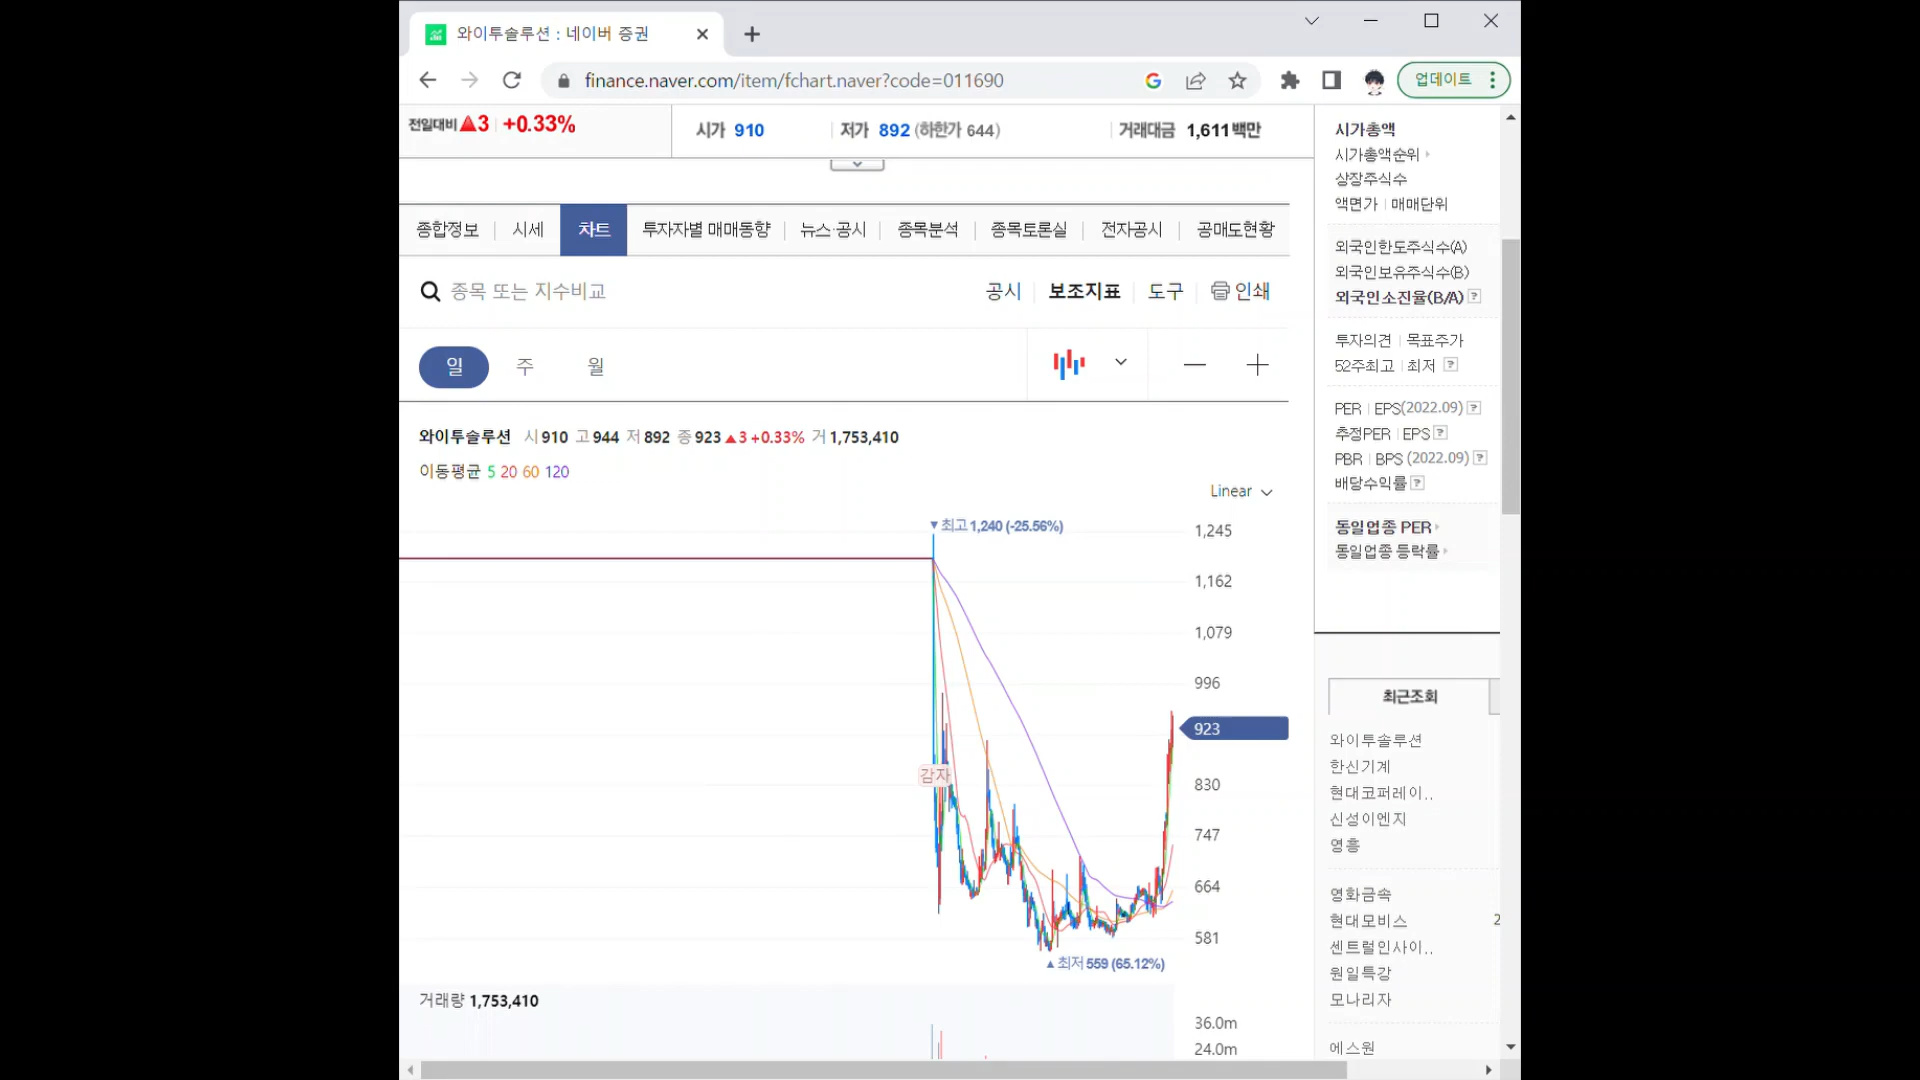 와이투솔루션 : 네이버 증권
finance.naver.com/item/fchart.naver?code=011690
업데이트
전일대비 ▲3 +0.33%
시가 910
저가 892 (하한가 644)
거래대금 1,611백만
종합정보 시세 차트 투자자별 매매동향 뉴스·공시 종목분석 종목토론실 전자공시 공매도현황
종목 또는 지수비교
공시 보조지표 도구 인쇄
일 주 월
와이투솔루션 시 910 고 944 저 892 종 923 ▲3 +0.33% 거 1,753,410
이동평균 5 20 60 120
Linear
▼최고 1,240 (-25.56%)
1,245
1,162
1,079
996
923
감자
830
747
664
581
▲최저 559 (65.12%)
거래량 1,753,410
36.0m
24.0m
시가총액
시가총액순위
상장주식수
액면가 매매단위
외국인한도주식수(A)
외국인보유주식수(B)
외국인소진율(B/A) ?
투자의견 목표주가
52주최고 최저 ?
PER EPS(2022.09) ?
추정PER EPS ?
PBR BPS (2022.09) ?
배당수익률 ?
동일업종 PER
동일업종 등락률
최근조회
와이투솔루션
한신기계
현대코퍼레이..
신성이엔지
영흥
영화금속
현대모비스 2
센트럴인사이..
원일특강
모나리자
에스원